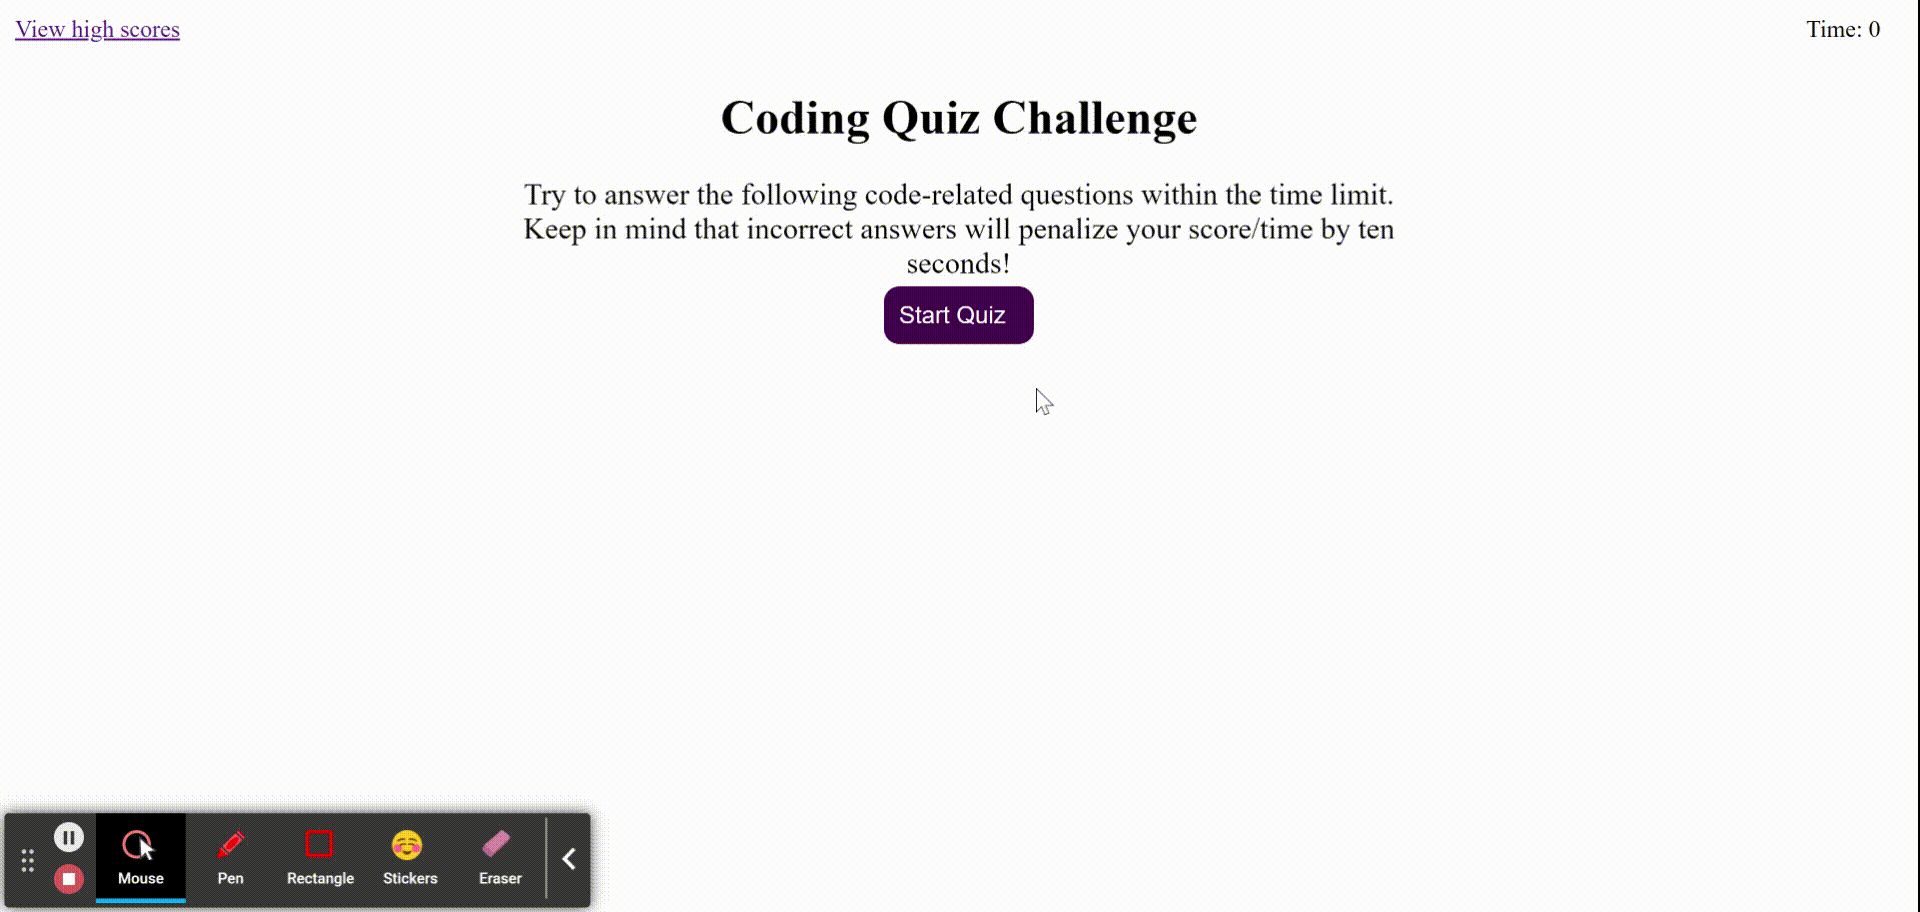 View high scores
Time: 0
Coding Quiz Challenge
Try to answer the following code-related questions within the time limit.
Keep in mind that incorrect answers will penalize your score/time by ten
seconds!
Start Quiz
Mouse
Pen
Rectangle
Stickers
Eraser